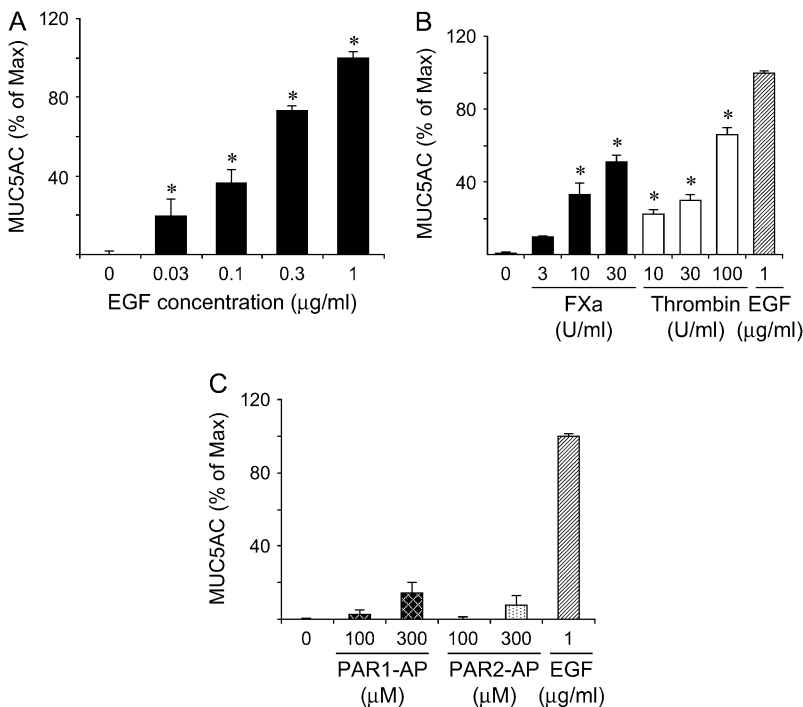 A
MUC5AC (% of Max)
120
80
40
*
*
*
*
0 0.03 0.1 0.3 1
EGF concentration (μg/ml)
B
MUC5AC (% of Max)
120
80
40
*
*
*
*
*
0 3 10 30 10 30 100 1
FXa Thrombin EGF
(U/ml) (U/ml) (μg/ml)
C
MUC5AC (% of Max)
120
80
40
0 100 300 100 300 1
PAR1-AP PAR2-AP EGF
(μM) (μM) (μg/ml)